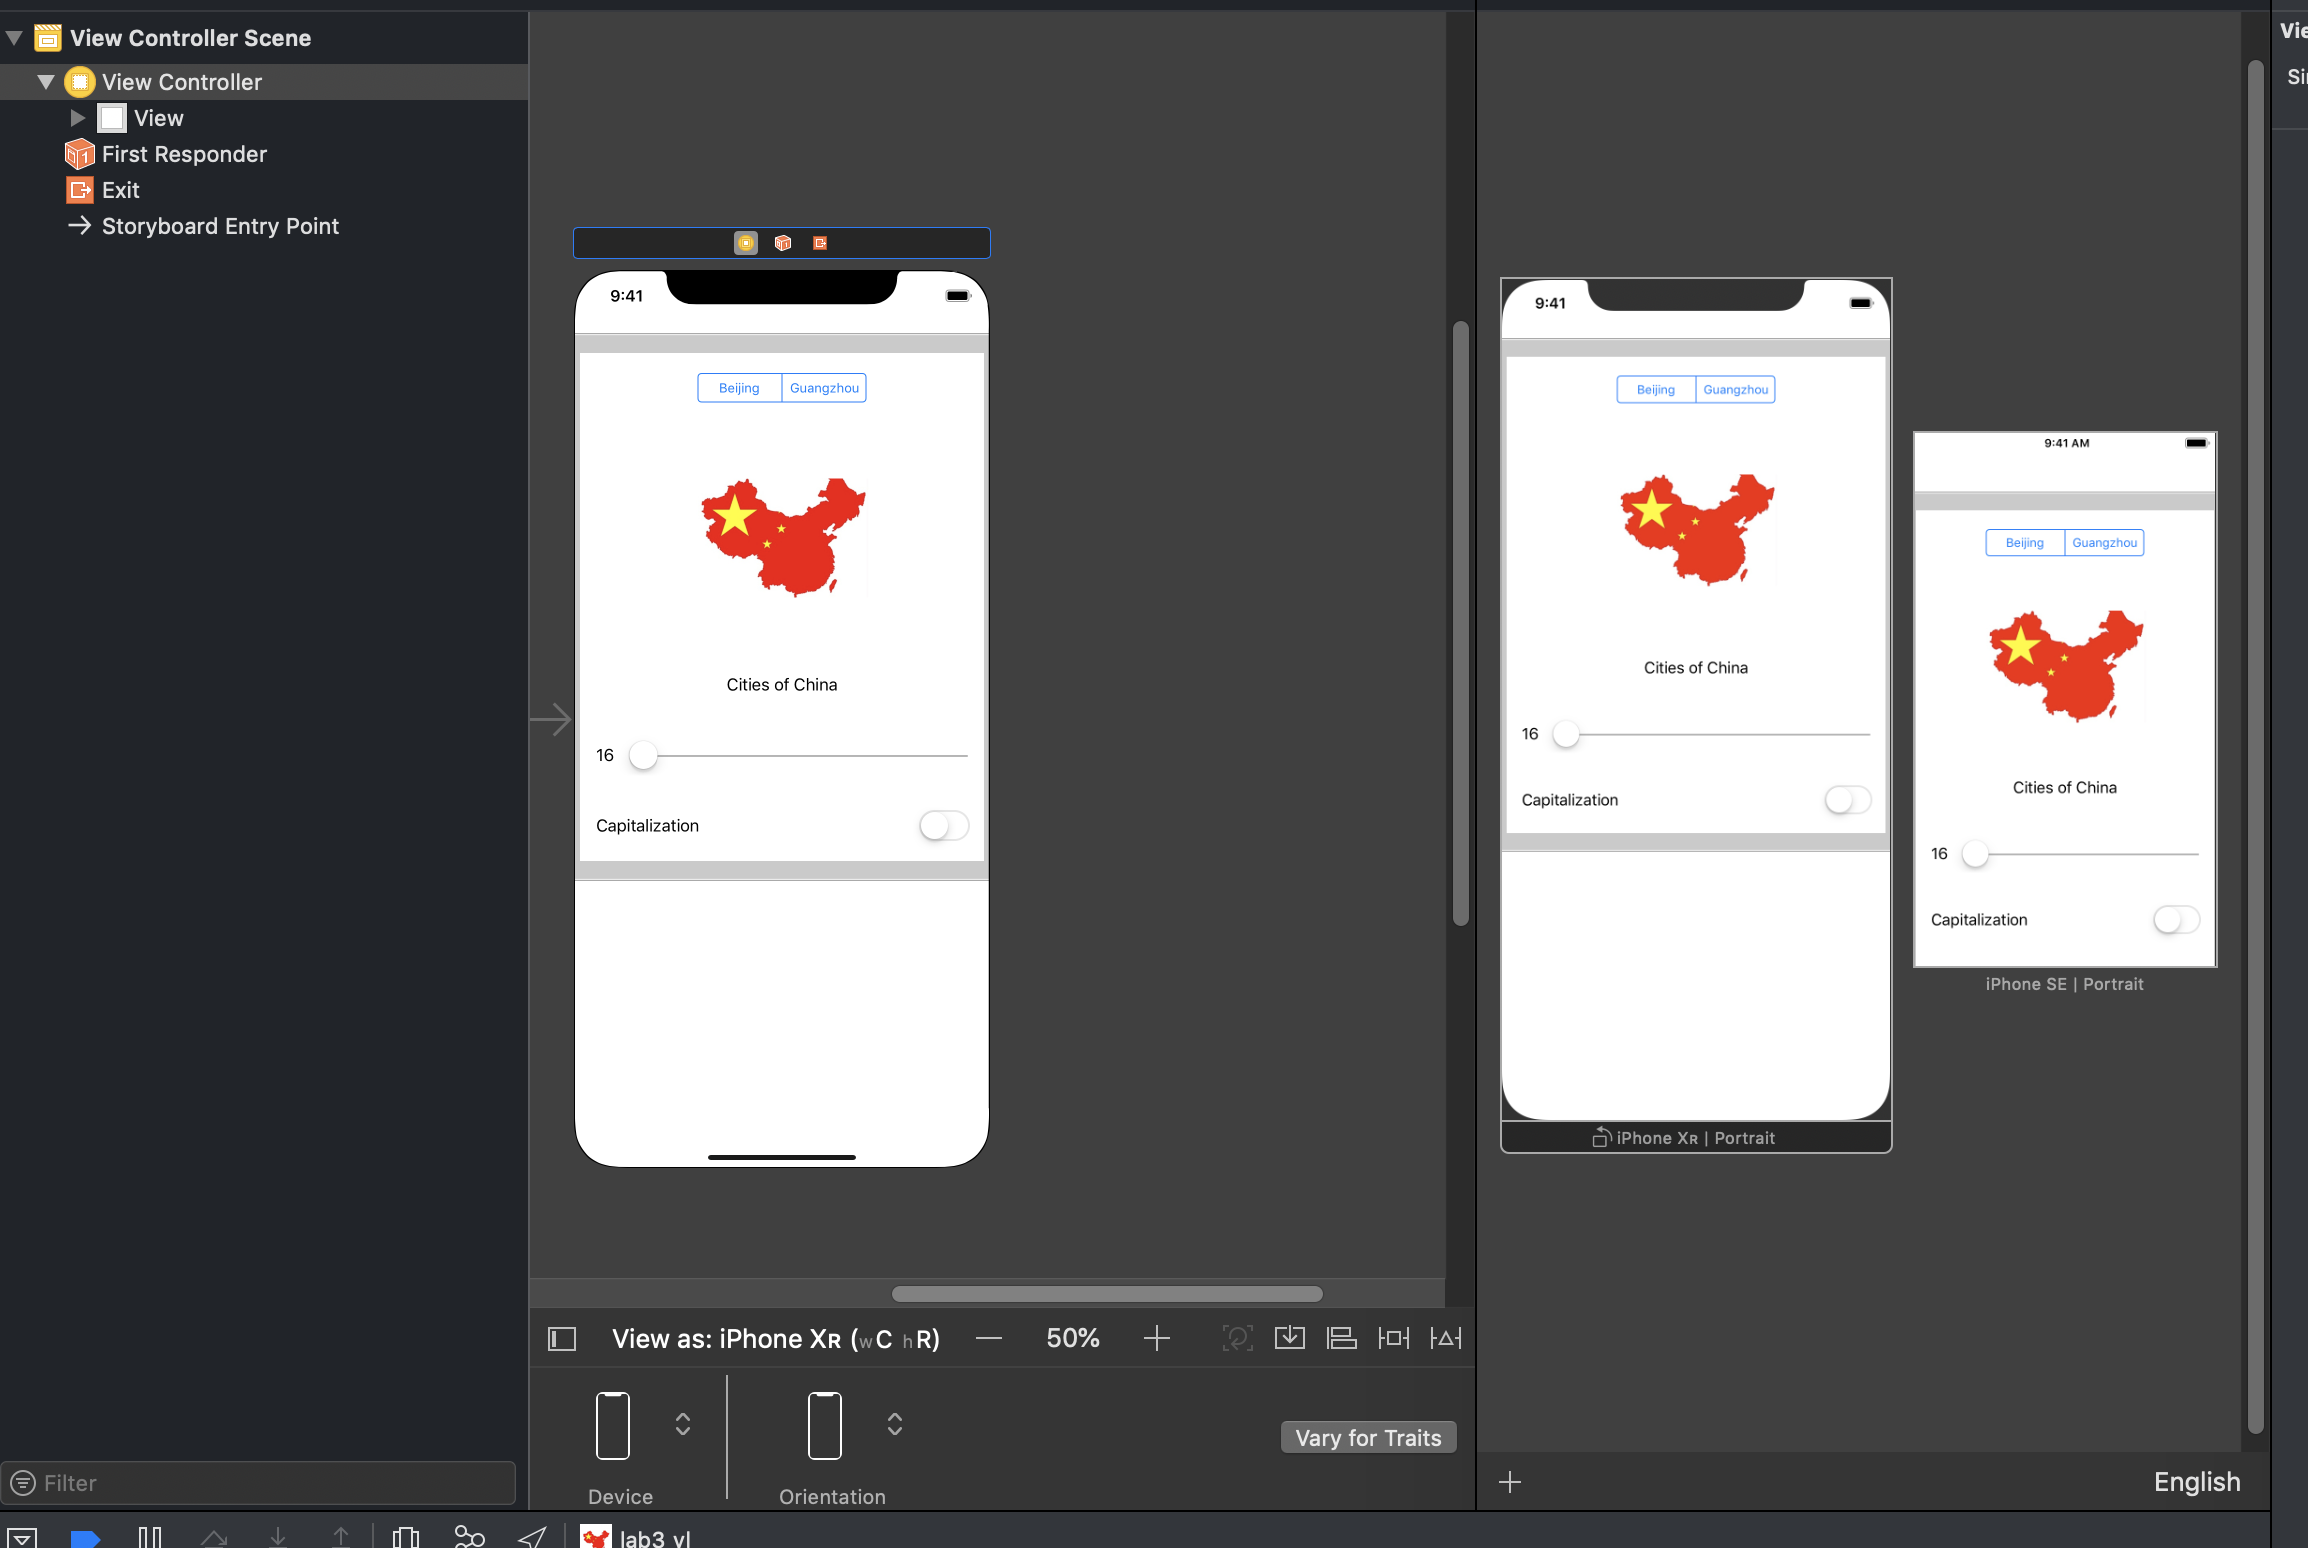 View Controller Scene
View Controller
View
First Responder
Exit
Storyboard Entry Point
Filter
9:41
Beijing Guangzhou
Cities of China
16
Capitalization
View as: iPhone XR (wC hR)
50%
Device
Orientation
Vary for Traits
9:41
Beijing Guangzhou
Cities of China
16
Capitalization
iPhone XR | Portrait
9:41 AM
Beijing Guangzhou
Cities of China
16
Capitalization
iPhone SE | Portrait
English
lab3 yl